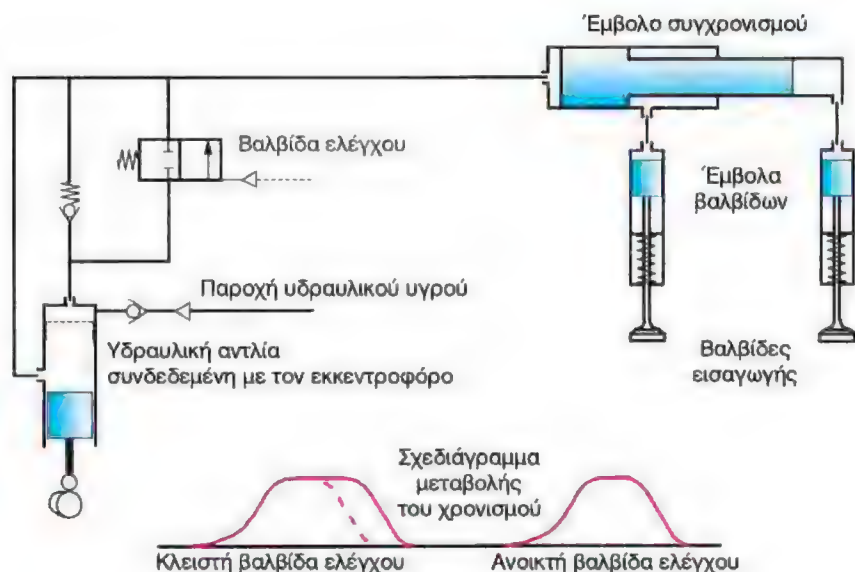 Έμβολο συγχρονισμού
Βαλβίδα ελέγχου
Έμβολα
βαλβίδων
Παροχή υδραυλικού υγρού
Υδραυλική αντλία
συνδεδεμένη με τον εκκεντροφόρο
Βαλβίδες
εισαγωγής
Σχεδιάγραμμα
μεταβολής
του χρονισμού
Κλειστή βαλβίδα ελέγχου
Ανοικτή βαλβίδα ελέγχου